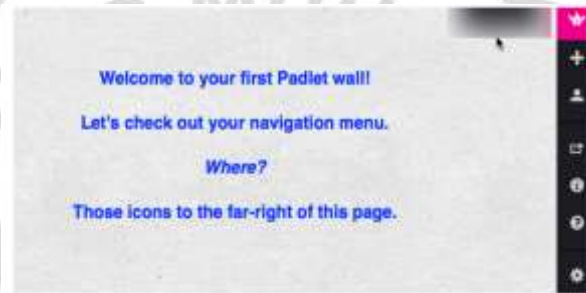 Welcome to your first Padlet wall!
Let's check out your navigation menu.
Where?
Those icons to the far-right of this page.